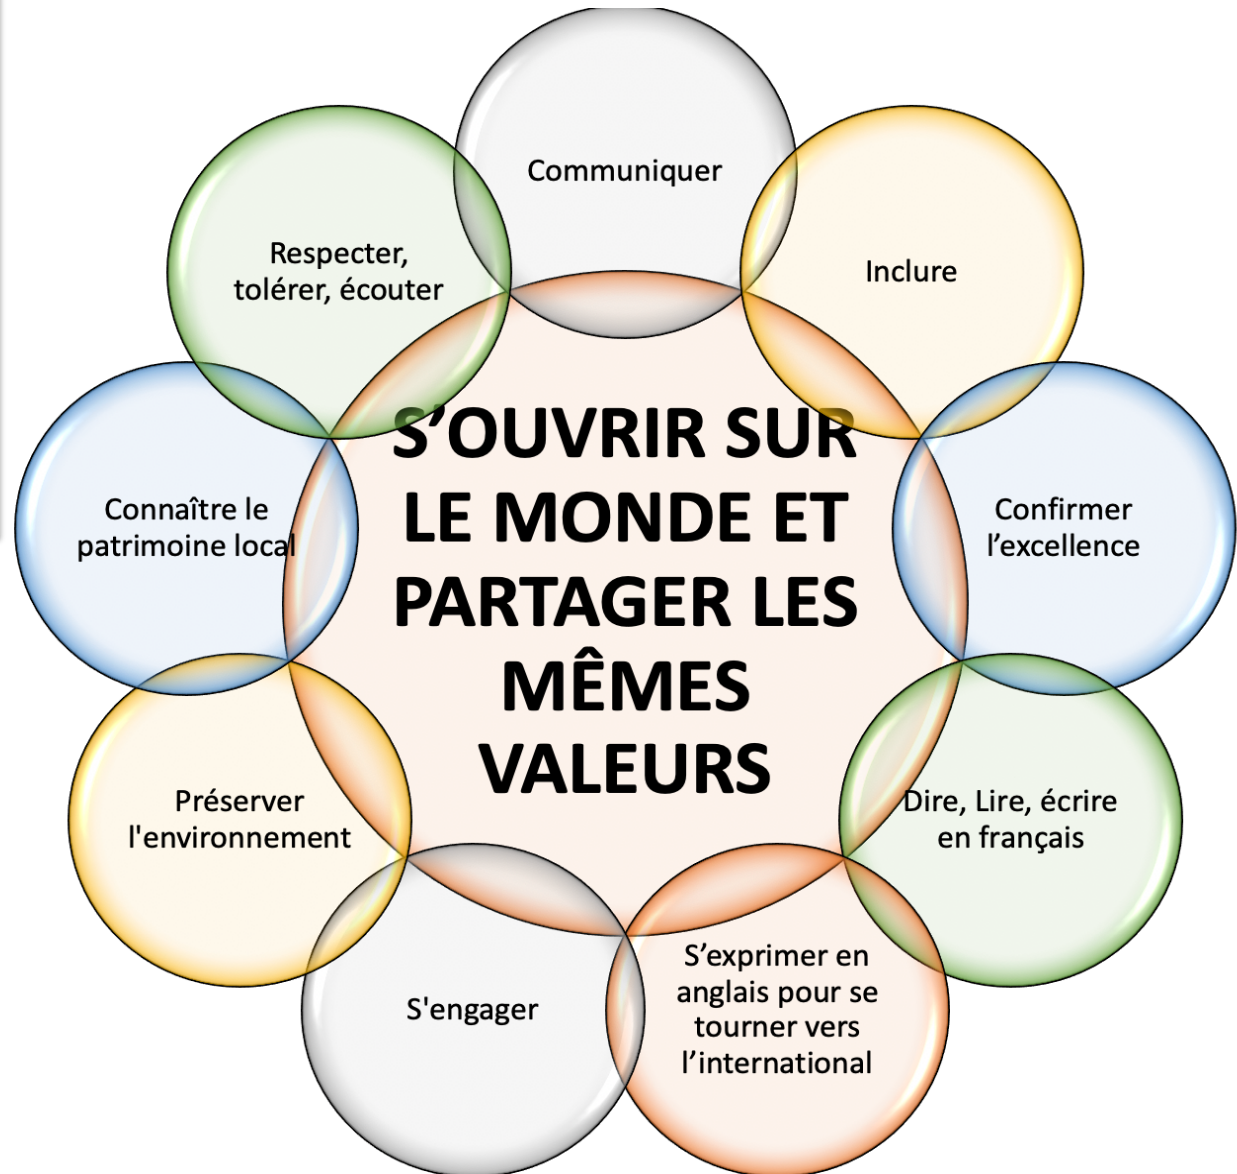 Communiquer
Inclure
Confirmer
l’excellence
Dire, Lire, écrire
en français
S’exprimer en
anglais pour se
tourner vers
l’international
S'engager
Préserver
l'environnement
Connaître le
patrimoine local
Respecter,
tolérer, écouter
S’OUVRIR SUR
LE MONDE ET
PARTAGER LES
MÊMES
VALEURS